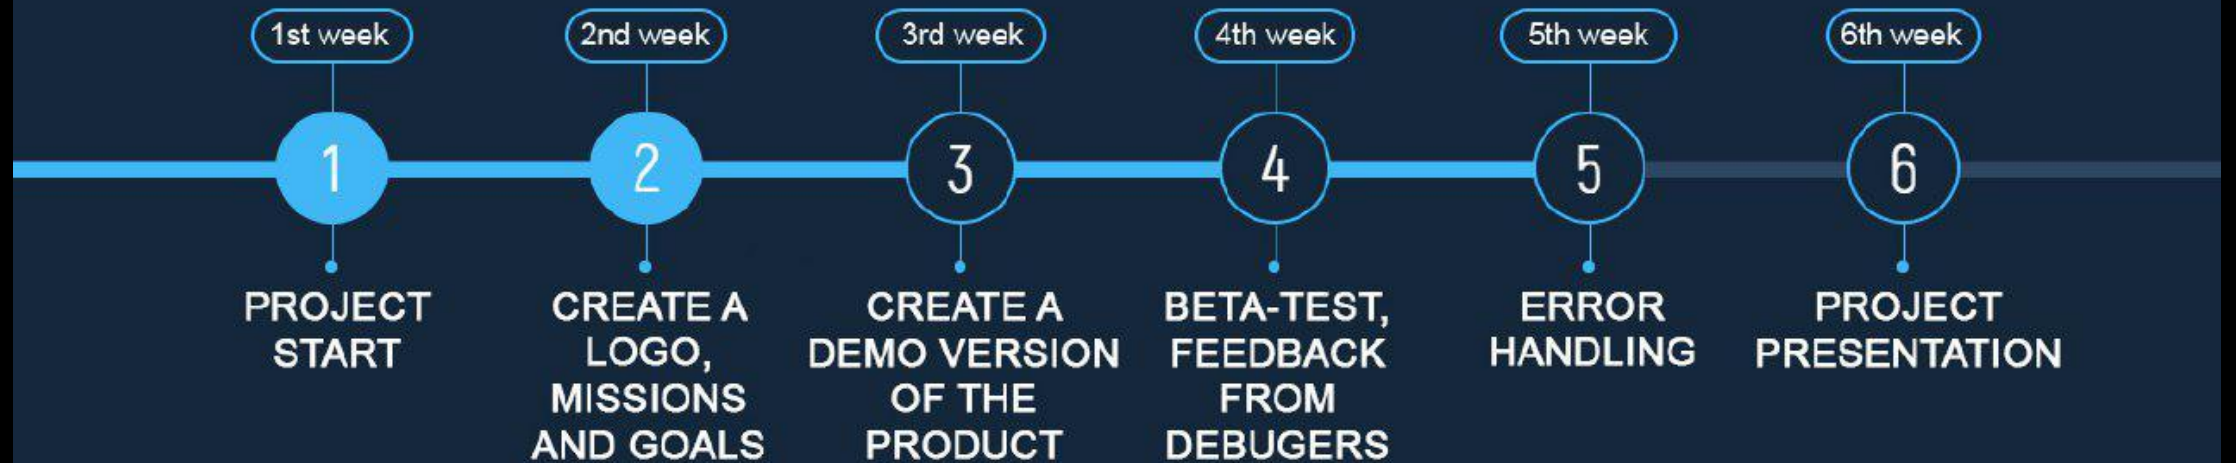 1st week
2nd week
3rd week
4th week
5th week
6th week
1
2
3
4
5
6
PROJECT
START
CREATE A
LOGO,
MISSIONS
AND GOALS
CREATE A
DEMO VERSION
OF THE
PRODUCT
BETA-TEST,
FEEDBACK
FROM
DEBUGERS
ERROR
HANDLING
PROJECT
PRESENTATION